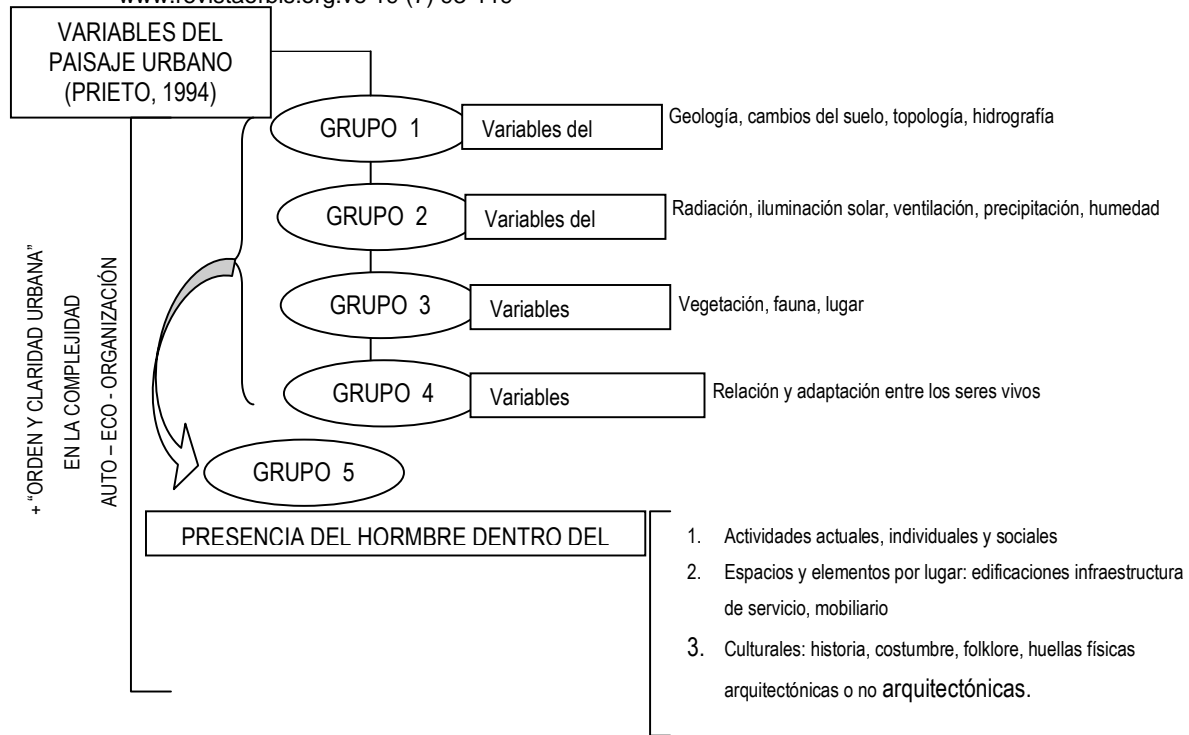 VARIABLES DEL
PAISAJE URBANO
(PRIETO, 1994)
GRUPO 1
Variables del
Geología, cambios del suelo, topología, hidrografía
GRUPO 2
Variables del
Radiación, iluminación solar, ventilación, precipitación, humedad
GRUPO 3
Variables
Vegetación, fauna, lugar
GRUPO 4
Variables
Relación y adaptación entre los seres vivos
GRUPO 5
+ “ORDEN Y CLARIDAD URBANA”
EN LA COMPLEJIDAD
AUTO – ECO - ORGANIZACIÓN
PRESENCIA DEL HORMBRE DENTRO DEL
1. Actividades actuales, individuales y sociales
2. Espacios y elementos por lugar: edificaciones infraestructura
de servicio, mobiliario
3. Culturales: historia, costumbre, folklore, huellas físicas
arquitectónicas o no arquitectónicas.